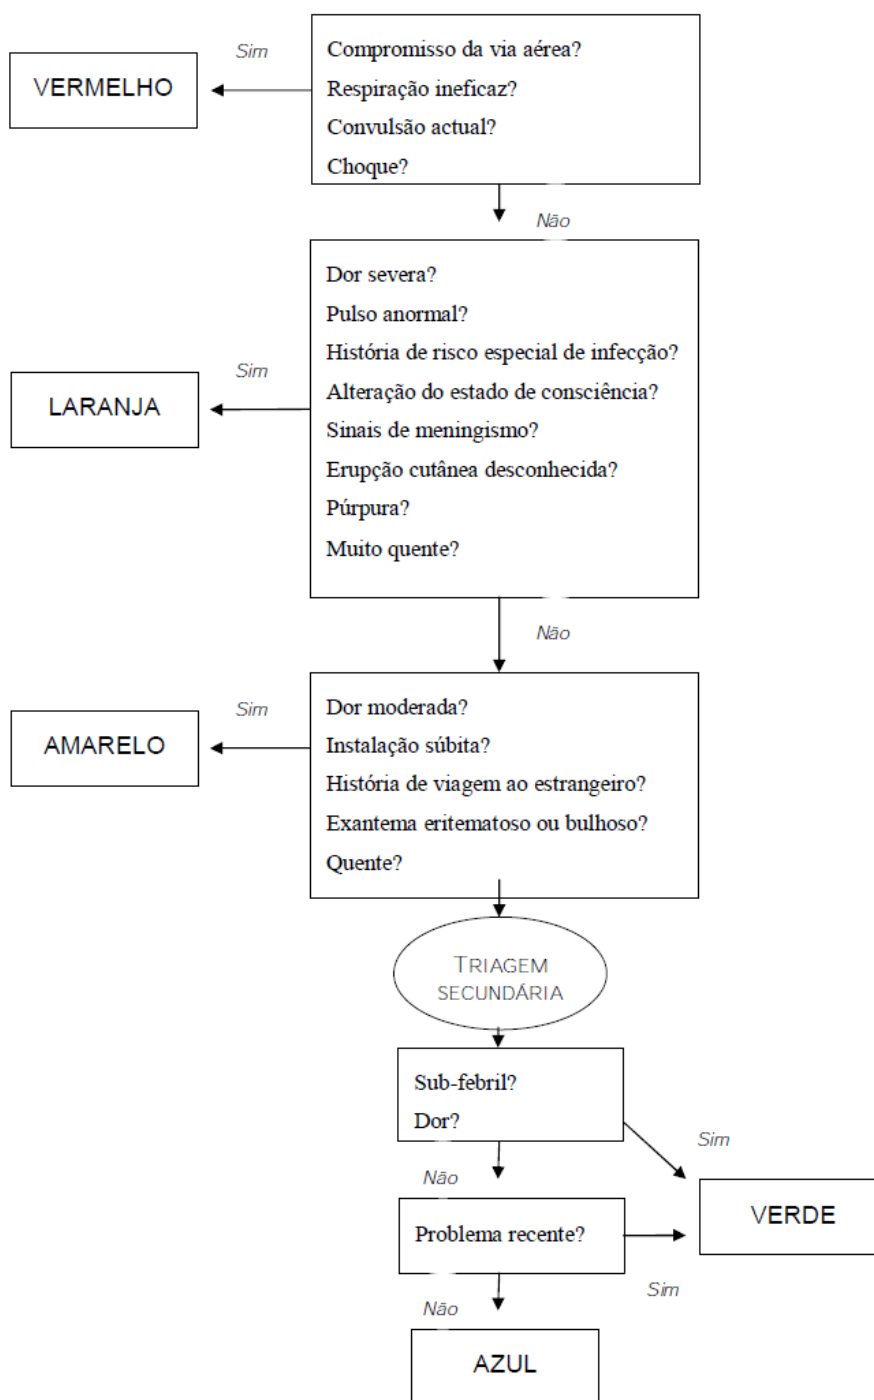 Sim
Compromisso da via aérea?
VERMELHO
Respiração ineficaz?
Convulsão actual?
Choque?
Não
Dor severa?
Pulso anormal?
História de risco especial de infecção?
Sim
LARANJA
Alteração do estado de consciência?
Sinais de meningismo?
Erupção cutânea desconhecida?
Púrpura?
Muito quente?
Não
Sim
Dor moderada?
AMARELO
Instalação súbita?
História de viagem ao estrangeiro?
Exantema eritematoso ou bulhoso?
Quente?
TRIAGEM
SECUNDÁRIA
Sub-febril?
Dor?
Sim
Não
Problema recente?
VERDE
Sim
Não
AZUL